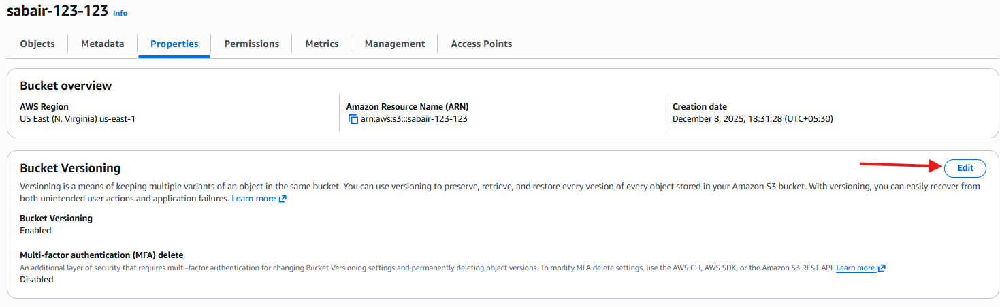 sabair-123-123 Info
Objects Metadata Properties Permissions Metrics Management Access Points
Bucket overview
AWS Region
US East (N. Virginia) us-east-1
Amazon Resource Name (ARN)
arn:aws:s3:::sabair-123-123
Creation date
December 8, 2025, 18:31:28 (UTC+05:30)
Bucket Versioning
Edit
Versioning is a means of keeping multiple variants of an object in the same bucket. You can use versioning to preserve, retrieve, and restore every version of every object stored in your Amazon S3 bucket. With versioning, you can easily recover from
both unintended user actions and application failures. Learn more
Bucket Versioning
Enabled
Multi-factor authentication (MFA) delete
An additional layer of security that requires multi-factor authentication for changing Bucket Versioning settings and permanently deleting object versions. To modify MFA delete settings, use the AWS CLI, AWS SDK, or the Amazon S3 REST API. Learn more
Disabled